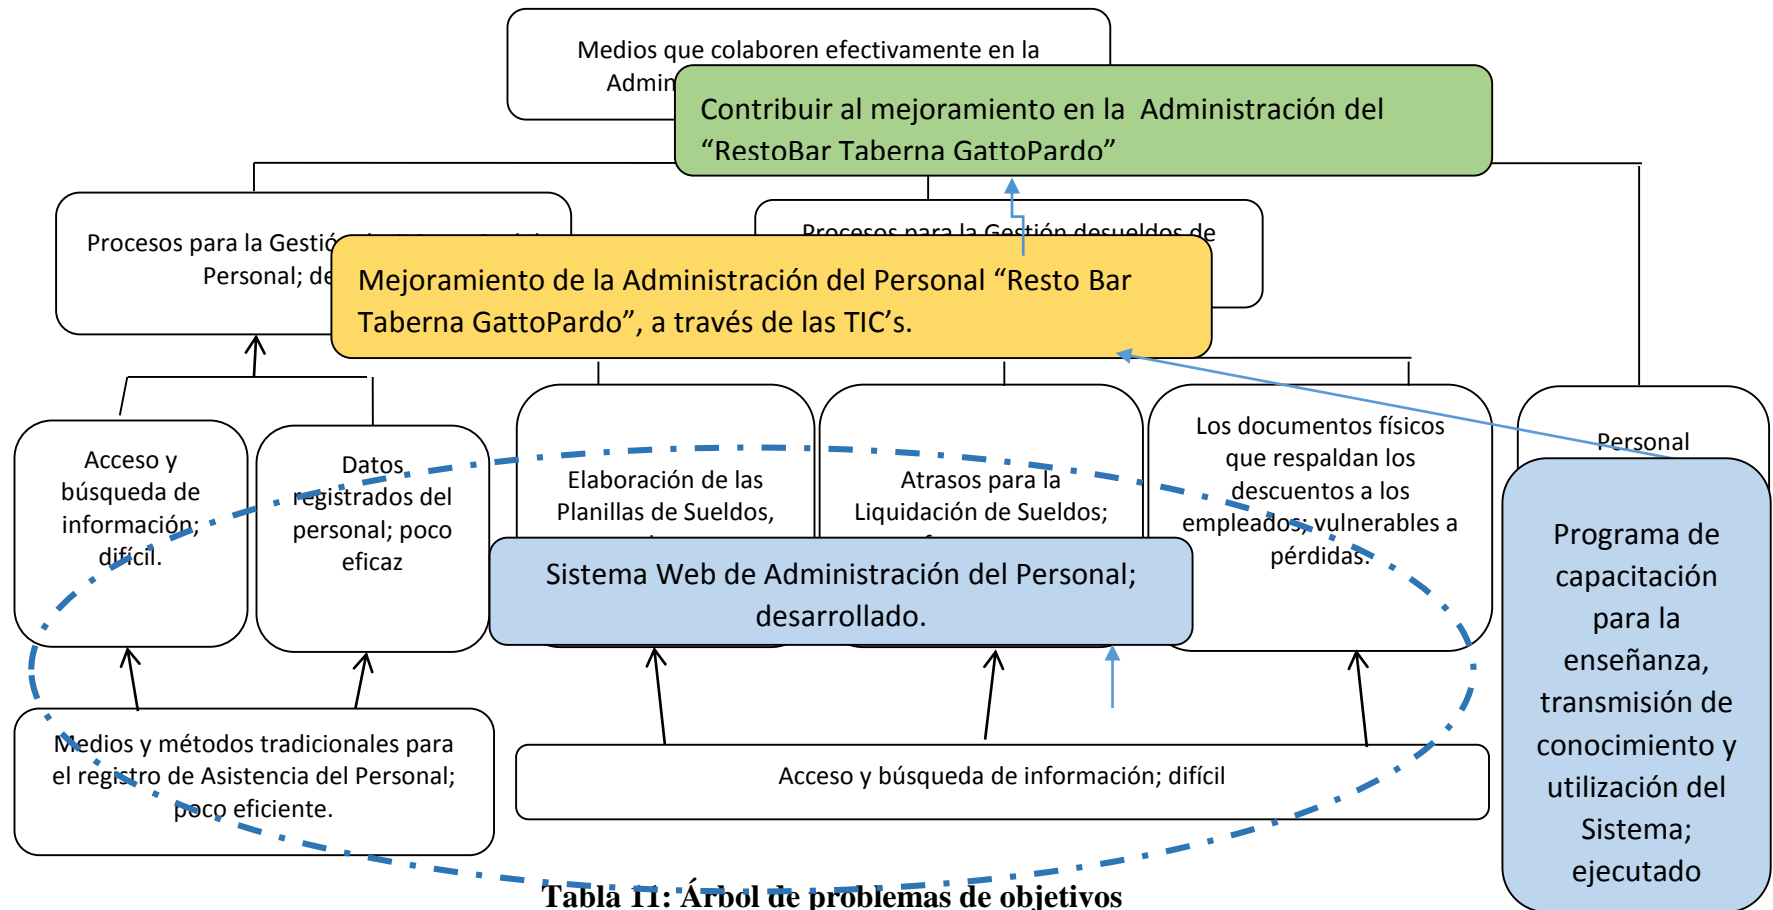 Medios que colaboren efectivamente en la
Contribuir al mejoramiento en la  Administración del
“RestoBar Taberna GattoPardo”
Procesos para la
Personal;
Procesos para la Gestión desueldos de
Mejoramiento de la Administración del Personal “Resto Bar
Taberna GattoPardo”, a través de las TIC’s.
Acceso y
búsqueda de
información;
difícil.
Datos
registrados del
personal; poco
eficaz
Elaboración de las
Planillas de Sueldos,
Atrasos para la
Liquidación de Sueldos;
Los documentos físicos
que respaldan los
descuentos a los
empleados; vulnerables a
pérdidas.
Personal
Sistema Web de Administración del Personal;
desarrollado.
Programa de
capacitación
para la
enseñanza,
transmisión de
conocimiento y
utilización del
Sistema;
ejecutado
Medios y métodos tradicionales para
el registro de Asistencia del Personal;
poco eficiente.
Acceso y búsqueda de información; difícil
Tabla 11: Árbol de problemas de objetivos